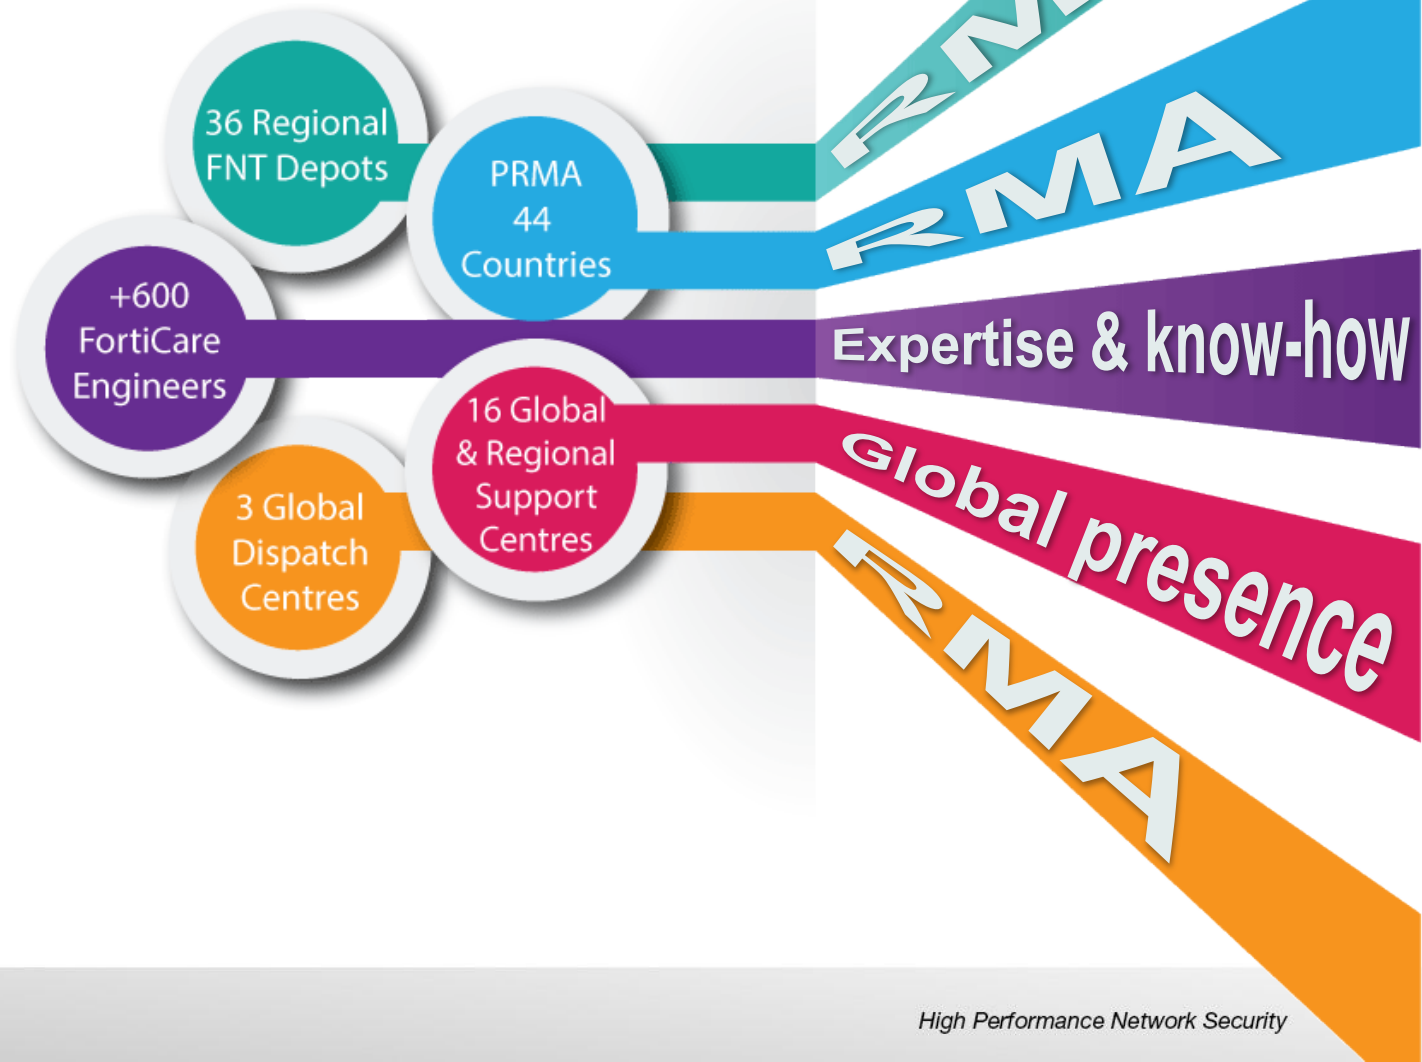 36 Regional
FNT Depots
PRMA
44
Countries
+600
FortiCare
Engineers
16 Global
& Regional
Support
Centres
3 Global
Dispatch
Centres
RM
RMA
Expertise & know-how
Global presence
RMA
High Performance Network Security